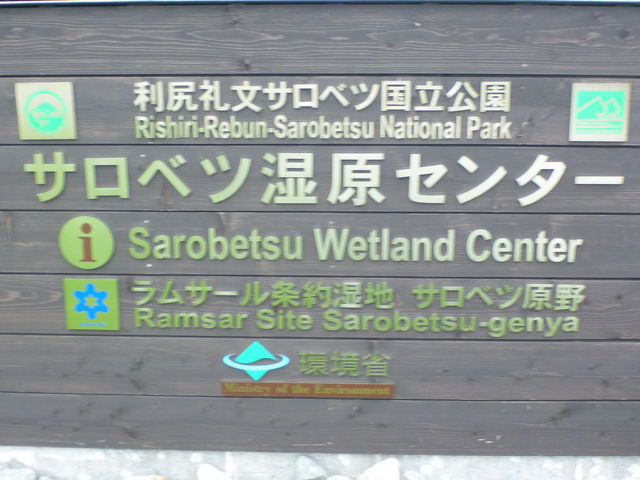 利尻礼文サロベツ国立公園
Rishiri-Rebun-Sarobetsu National Park
サロベツ湿原センター
i Sarobetsu Wetland Center
ラムサール条約湿地 サロベツ原野
Ramsar Site Sarobetsu-genya
環境省
Ministry of the Environment